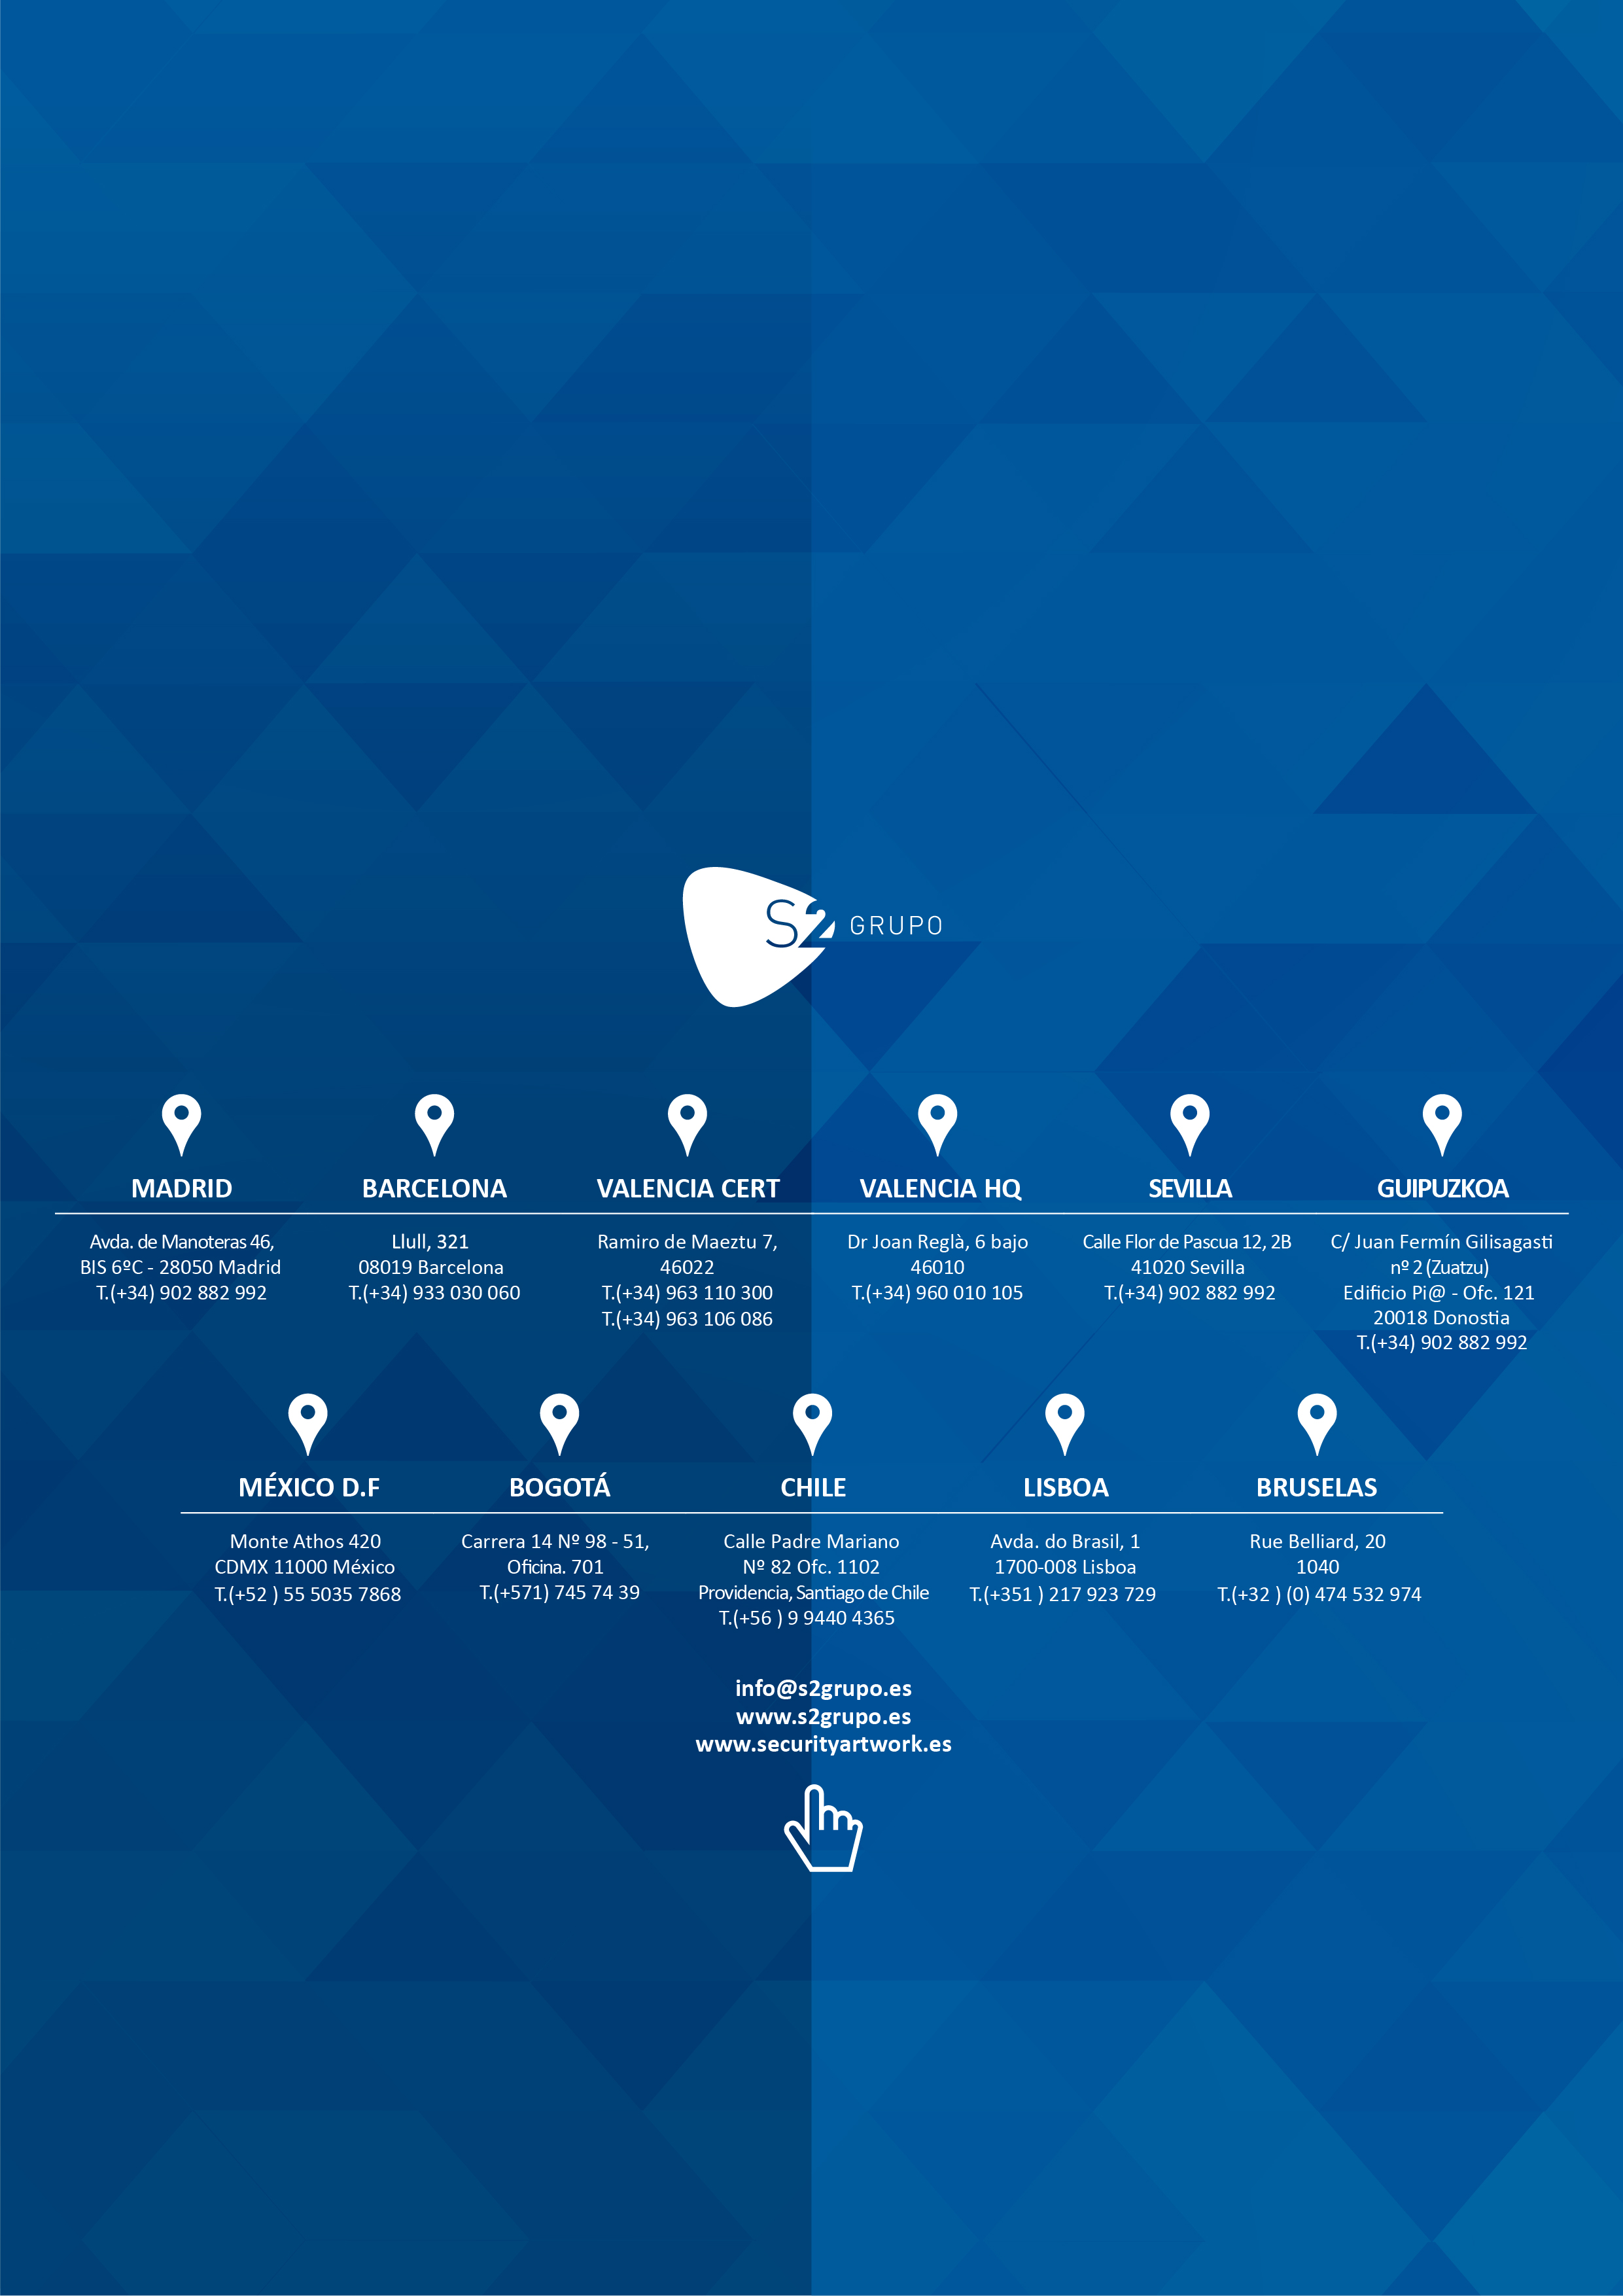 S2 GRUPO
MADRID
Avda. de Manoteras 46,
BIS 6ºC - 28050 Madrid
T.(+34) 902 882 992
BARCELONA
Llull, 321
08019 Barcelona
T.(+34) 933 030 060
VALENCIA CERT
Ramiro de Maeztu 7,
46022
T.(+34) 963 110 300
T.(+34) 963 106 086
VALENCIA HQ
Dr Joan Reglà, 6 bajo
46010
T.(+34) 960 010 105
SEVILLA
Calle Flor de Pascua 12, 2B
41020 Sevilla
T.(+34) 902 882 992
GUIPUZKOA
C/ Juan Fermín Gilisagasti
nº 2 (Zuatzu)
Edificio Pi@ - Ofc. 121
20018 Donostia
T.(+34) 902 882 992
MÉXICO D.F
Monte Athos 420
CDMX 11000 México
T.(+52 ) 55 5035 7868
BOGOTÁ
Carrera 14 Nº 98 - 51,
Oficina. 701
T.(+571) 745 74 39
CHILE
Calle Padre Mariano
Nº 82 Ofc. 1102
Providencia, Santiago de Chile
T.(+56 ) 9 9440 4365
LISBOA
Avda. do Brasil, 1
1700-008 Lisboa
T.(+351 ) 217 923 729
BRUSELAS
Rue Belliard, 20
1040
T.(+32 ) (0) 474 532 974
info@s2grupo.es
www.s2grupo.es
www.securityartwork.es